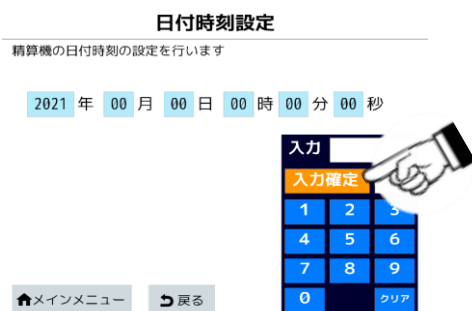 日付時刻設定
精算機の日付時刻の設定を行います
2021 年 00 月 00 日 00 時 00 分 00 秒
入力
入力確定
1 2 3
4 5 6
7 8 9
0 クリア
メインメニュー 戻る